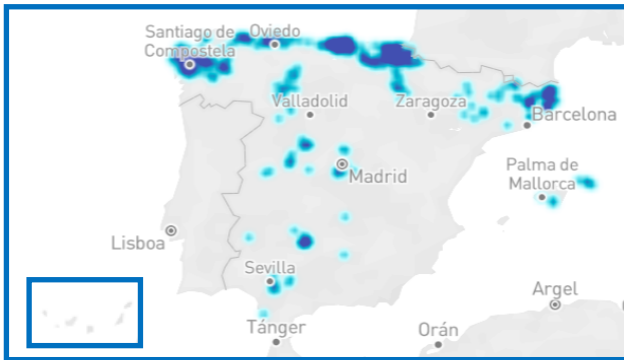 Santiago de
Compostela
Oviedo
Valladolid
Zaragoza
Barcelona
Palma de
Mallorca
Madrid
Lisboa
Sevilla
Tánger
Orán
Argel